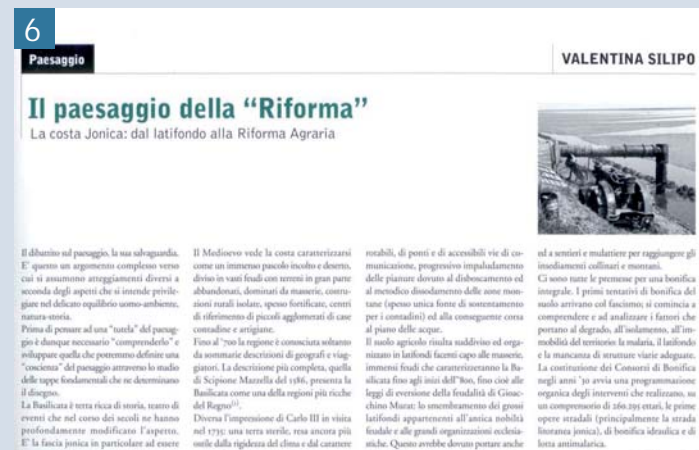 6
Paesaggio
VALENTINA SILIPO
Il paesaggio della “Riforma”
La costa Jonica: dal latifondo alla Riforma Agraria
Il dibattito sul paesaggio, la sua salvaguardia.
E' questo un argomento complesso verso
cui si assumono atteggiamenti diversi a
seconda degli aspetti che si intende privile-
giare nel delicato equilibrio uomo-ambiente,
natura-storia.
Prima di pensare ad una “tutela” del paesag-
gio è dunque necessario “comprenderlo” e
sviluppare quella che potremmo definire una
“coscienza” del paesaggio attraverso lo studio
delle tappe fondamentali che ne determinano
il disegno.
La Basilicata è terra ricca di storia, teatro di
eventi che nel corso dei secoli ne hanno
profondamente modificato l'aspetto.
E' la fascia jonica in particolare ad essere
Il Medioevo vede la costa caratterizzarsi
come un immenso pascolo incolto e deserto,
diviso in vasti feudi con terreni in gran parte
abbandonati, dominati da masserie, costru-
zioni rurali isolate, spesso fortificate, centri
di riferimento di piccoli agglomerati di case
contadine e artigiane.
Fino al '700 la regione è conosciuta soltanto
da sommarie descrizioni di geografi e viag-
giatori. La descrizione più completa, quella
di Scipione Mazzella del 1586, presenta la
Basilicata come una della regioni più ricche
del Regno[1].
Diversa l'impressione di Carlo III in visita
nel 1735: una terra sterile, resa ancora più
ostile dalla rigidezza del clima e dal carattere
rotabili, di ponti e di accessibili vie di co-
municazione, progressivo impaludamento
delle pianure dovuto al disboscamento ed
al metodico dissodamento delle zone mon-
tane (spesso unica fonte di sostentamento
per i contadini) ed alla conseguente corsa
al piano delle acque.
Il suolo agricolo risulta suddiviso ed orga-
nizzato in latifondi facenti capo alle masserie,
immensi feudi che caratterizzeranno la Ba-
silicata fino agli inizi dell'‘800, fino cioè alle
leggi di eversione della feudalità di Gioac-
chino Murat: lo smembramento dei grossi
latifondi appartenenti all'antica nobiltà
feudale e alle grandi organizzazioni ecclesia-
stiche. Questo avrebbe dovuto portare anche
ed a sentieri e mulattiere per raggiungere gli
insediamenti collinari e montani.
Ci sono tutte le premesse per una bonifica
integrale. I primi tentativi di bonifica del
suolo arrivano col fascismo; si comincia a
comprendere e ad analizzare i fattori che
portano al degrado, all'isolamento, all'im-
mobilità del territorio: la malaria, il latifondo
e la mancanza di strutture viarie adeguate.
La costituzione dei Consorzi di Bonifica
negli anni '30 avvia una programmazione
organica degli interventi che realizzano, su
un comprensorio di 260.595 ettari, le prime
opere stradali (principalmente la strada
litoranea jonica), di bonifica idraulica e di
lotta antimalarica.